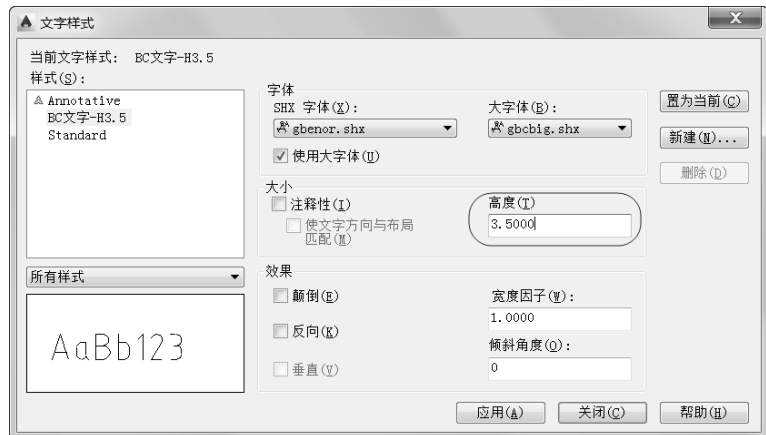 文字样式
当前文字样式: BC文字-H3.5
样式(S):
Annotative
BC文字-H3.5
Standard
所有样式
AaBb123
字体
SHX 字体(X):
gbenor.shx
使用大字体(U)
大字体(B):
gbcbig.shx
大小
注释性(I)
使文字方向与布局
匹配(M)
高度(T)
3.5000
效果
颠倒(E)
反向(K)
垂直(V)
宽度因子(W):
1.0000
倾斜角度(O):
0
置为当前(C)
新建(N)...
删除(D)
应用(A)
关闭(C)
帮助(H)